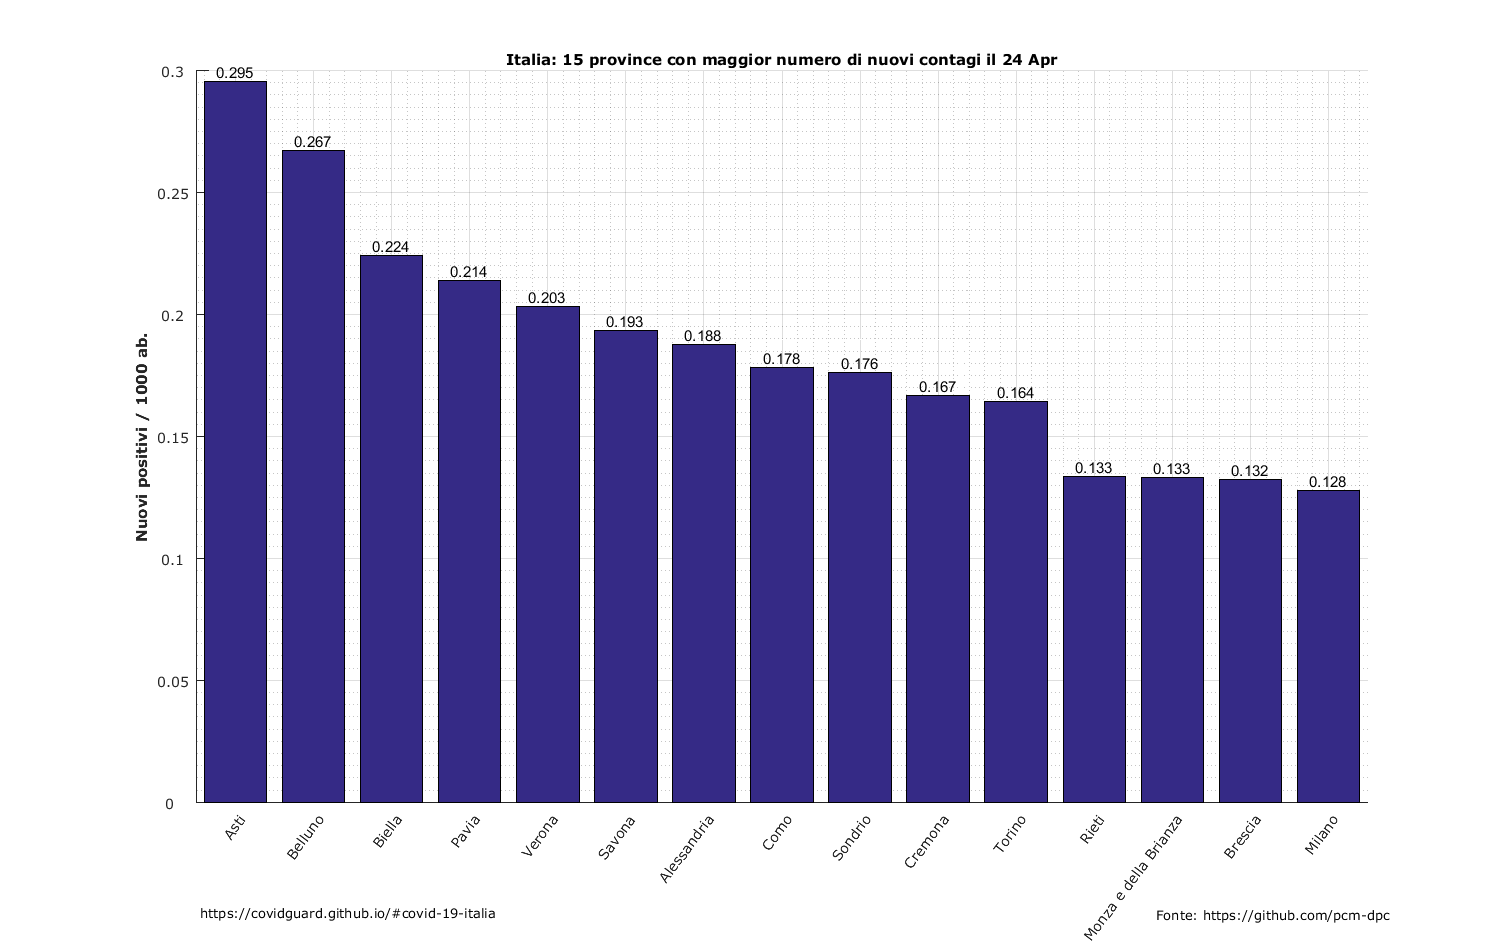 Italia: 15 province con maggior numero di nuovi contagi il 24 Apr
Nuovi positivi / 1000 ab.
0.3
0.25
0.2
0.15
0.1
0.05
0
0.295
0.267
0.224
0.214
0.203
0.193
0.188
0.178
0.176
0.167
0.164
0.133
0.133
0.132
0.128
Asti
Belluno
Biella
Pavia
Verona
Savona
Alessandria
Como
Sondrio
Cremona
Torino
Rieti
Monza e della Brianza
Brescia
Milano
https://covidguard.github.io/#covid-19-italia
Fonte: https://github.com/pcm-dpc